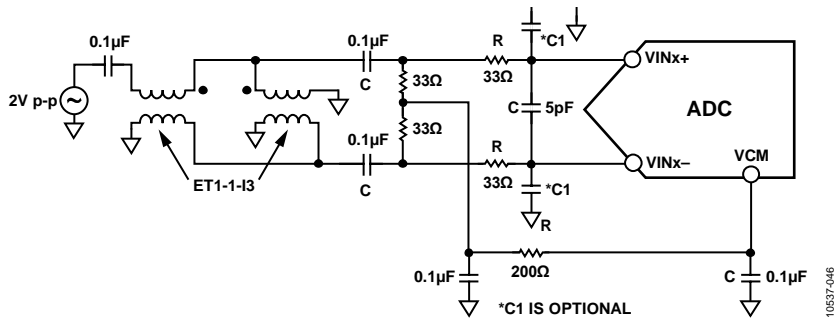 *C1
0.1µF
0.1µF
R
33Ω
VINx+
C
33Ω
2V p-p
C 5pF
ADC
33Ω
R
VCM
0.1µF
33Ω
VINx–
ET1-1-I3
C
*C1
R
0.1µF
200Ω
C 0.1µF
*C1 IS OPTIONAL
10537-046